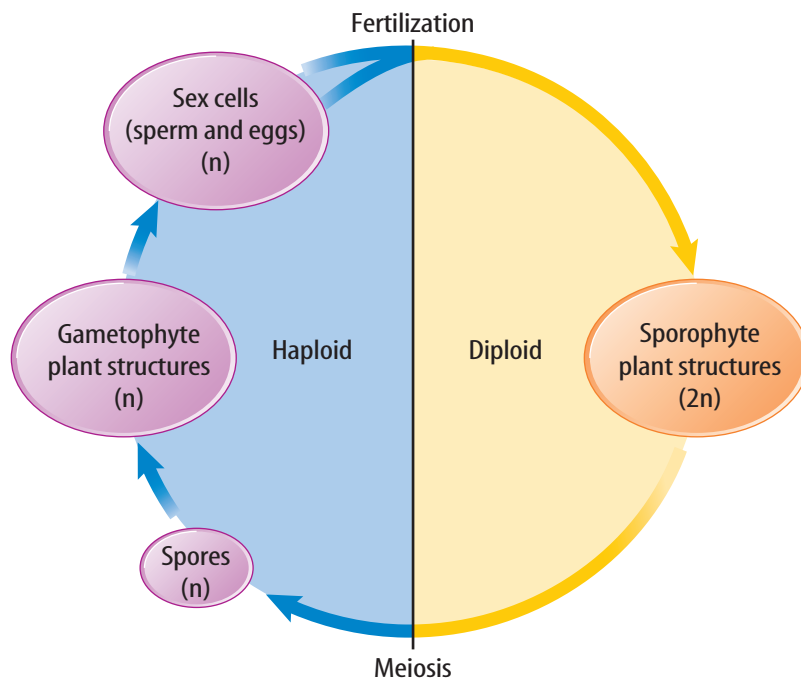 Fertilization
Sex cells
(sperm and eggs)
(n)
Gametophyte
plant structures
(n)
Haploid
Diploid
Sporophyte
plant structures
(2n)
Spores
(n)
Meiosis